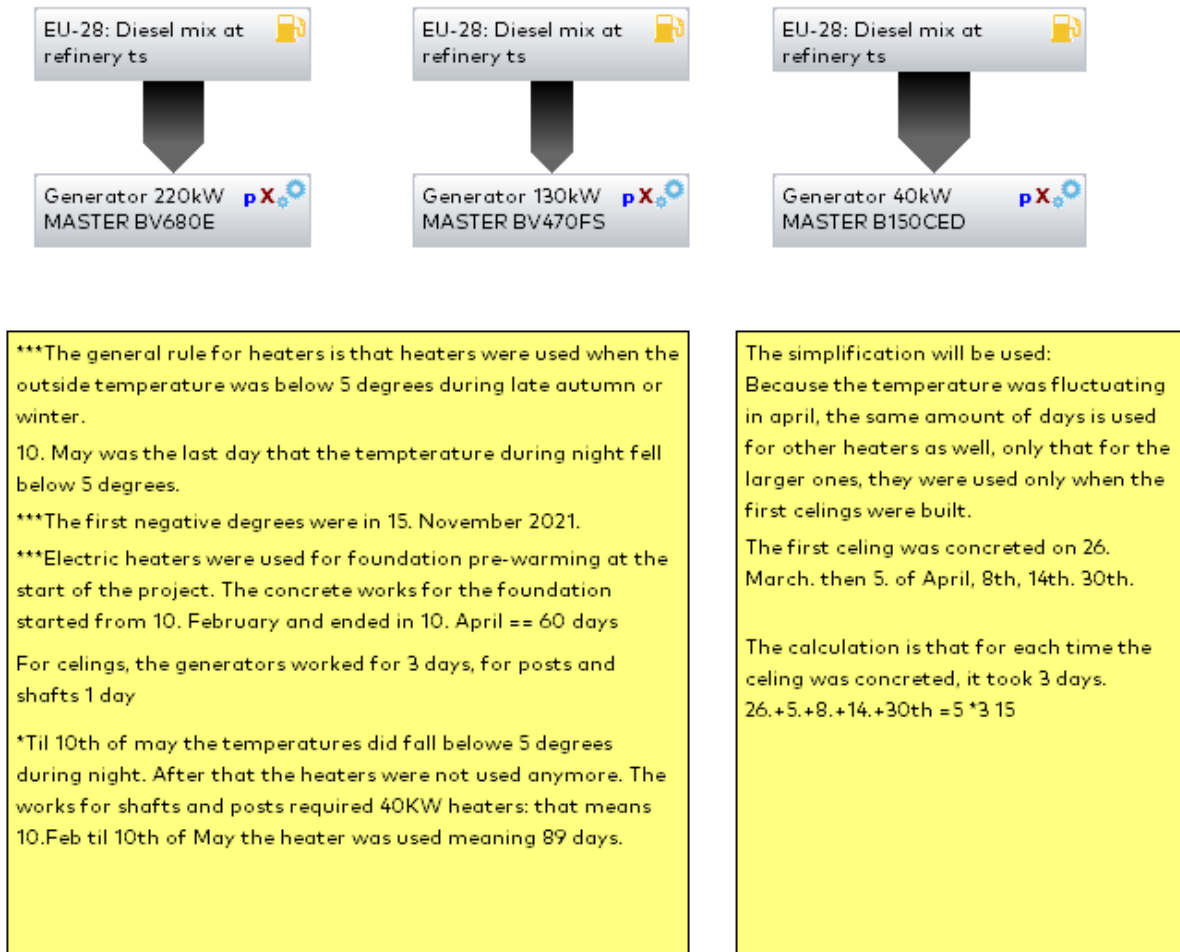 EU-28: Diesel mix at
refinery ts
EU-28: Diesel mix at
refinery ts
EU-28: Diesel mix at
refinery ts
Generator 220kW pX
MASTER BV680E
Generator 130kW pX
MASTER BV470FS
Generator 40kW pX
MASTER B150CED
***The general rule for heaters is that heaters were used when the
outside temperature was below 5 degrees during late autumn or
winter.
10. May was the last day that the tempterature during night fell
below 5 degrees.
***The first negative degrees were in 15. November 2021.
***Electric heaters were used for foundation pre-warming at the
start of the project. The concrete works for the foundation
started from 10. February and ended in 10. April == 60 days
For celings, the generators worked for 3 days, for posts and
shafts 1 day
*Til 10th of may the temperatures did fall belowe 5 degrees
during night. After that the heaters were not used anymore. The
works for shafts and posts required 40KW heaters: that means
10.Feb til 10th of May the heater was used meaning 89 days.
The simplification will be used:
Because the temperature was fluctuating
in april, the same amount of days is used
for other heaters as well, only that for the
larger ones, they were used only when the
first celings were built.
The first celing was concreted on 26.
March. then 5. of April, 8th, 14th. 30th.
The calculation is that for each time the
celing was concreted, it took 3 days.
26.+5.+8.+14.+30th =5 *3 15